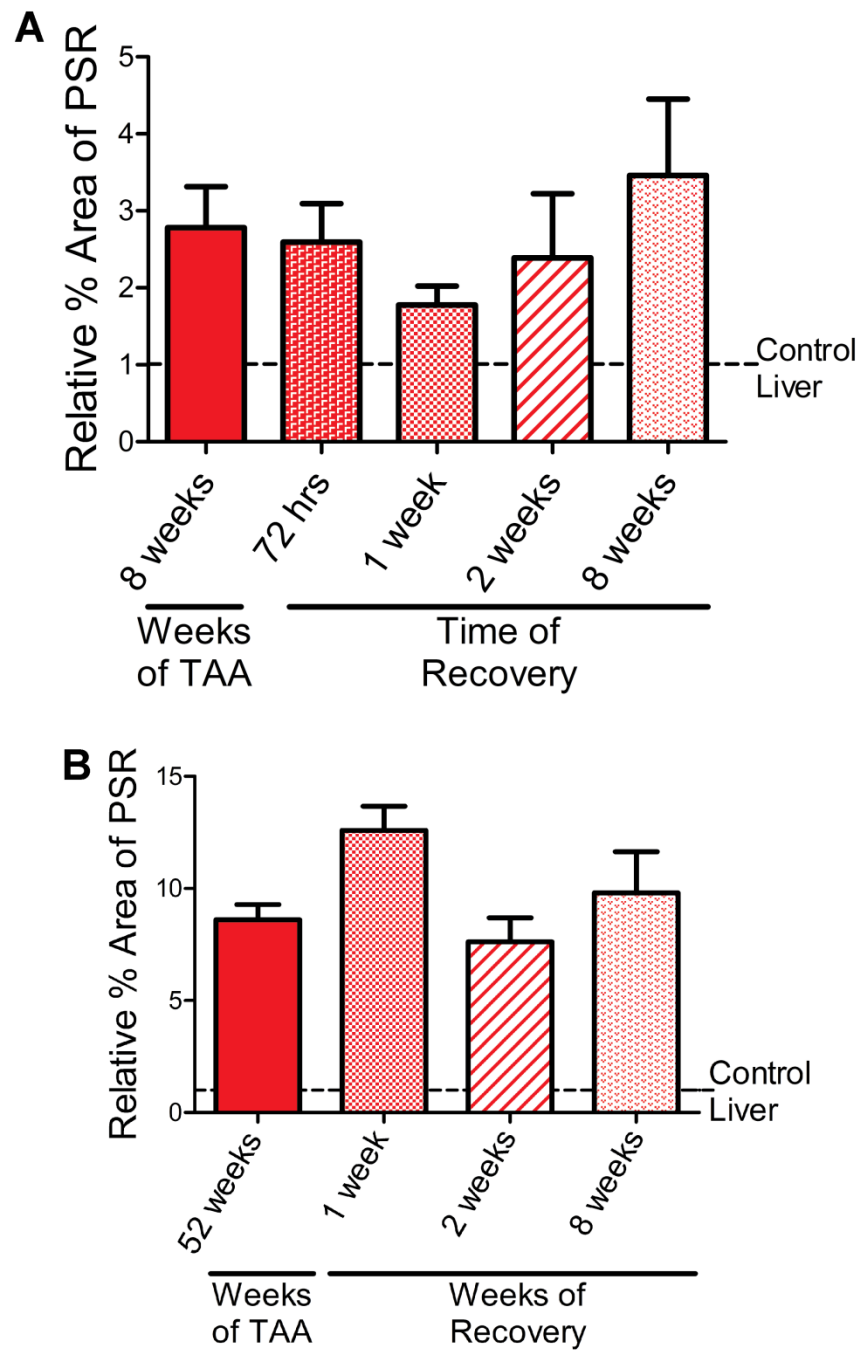 A
Relative % Area of PSR
5
4
3
2
1
0
Control
Liver
8 weeks
72 hrs
1 week
2 weeks
8 weeks
Weeks
of TAA
Time of
Recovery
B
Relative % Area of PSR
15
10
5
0
Control
Liver
52 weeks
1 week
2 weeks
8 weeks
Weeks
of TAA
Weeks of
Recovery